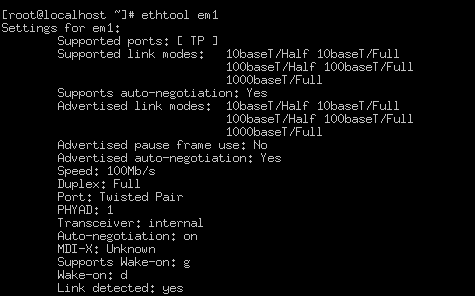 [root@localhost ~]# ethtool em1
Settings for em1:
Supported ports: [ TP ]
Supported link modes: 10baseT/Half 10baseT/Full
100baseT/Half 100baseT/Full
1000baseT/Full
Supports auto-negotiation: Yes
Advertised link modes: 10baseT/Half 10baseT/Full
100baseT/Half 100baseT/Full
1000baseT/Full
Advertised pause frame use: No
Advertised auto-negotiation: Yes
Speed: 100Mb/s
Duplex: Full
Port: Twisted Pair
PHYAD: 1
Transceiver: internal
Auto-negotiation: on
MDI-X: Unknown
Supports Wake-on: g
Wake-on: d
Link detected: yes